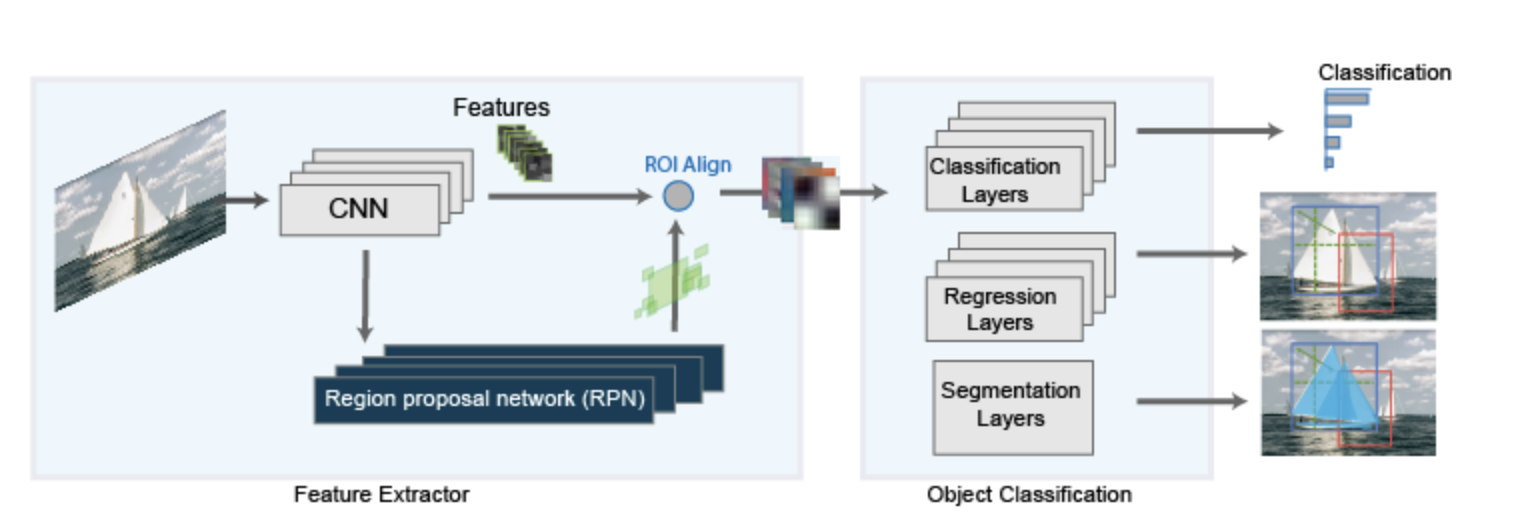 Classification
Features
ROI Align
CNN
Classification
Layers
Regression
Layers
Region proposal network (RPN)
Segmentation
Layers
Feature Extractor
Object Classification